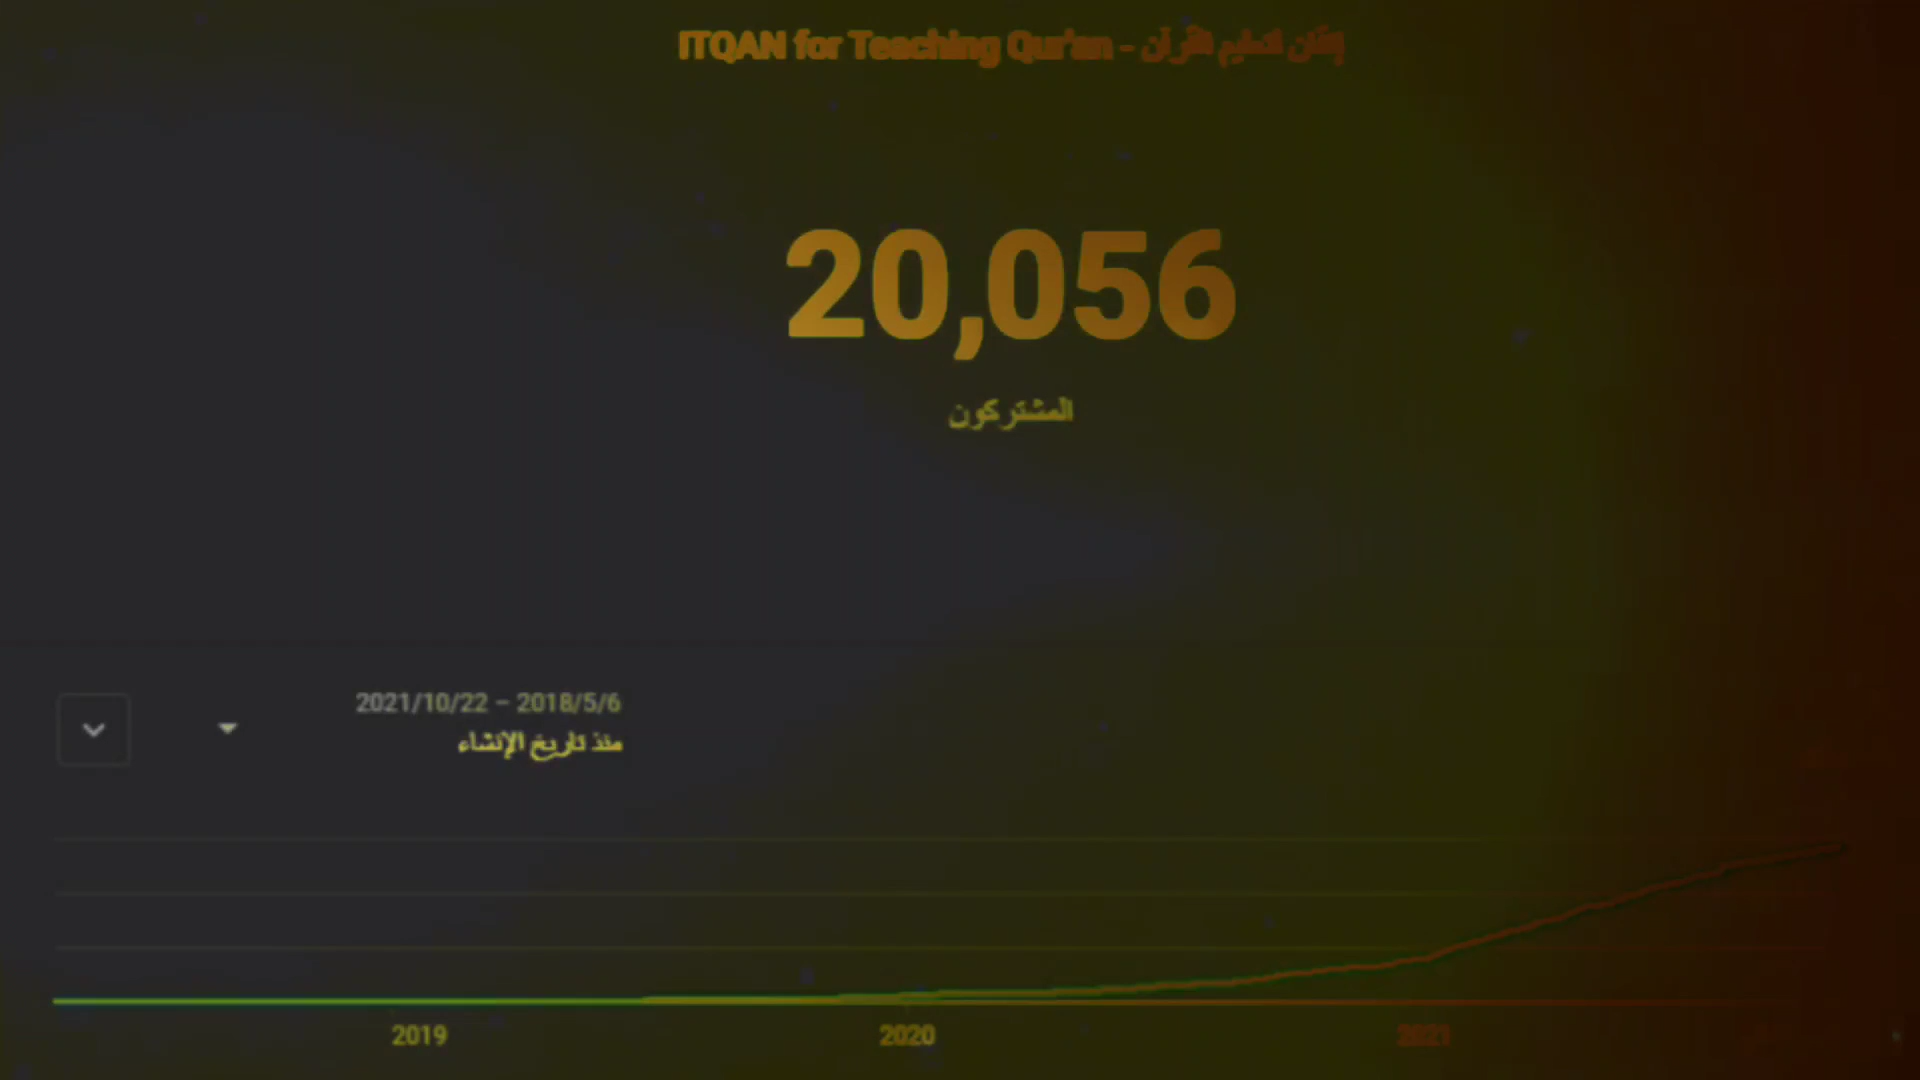 ITQAN for Teaching Qur'an - إتقان لتعليم القرآن
20,056
المشتركون
2021/10/22 – 2018/5/6
منذ تاريخ الإنشاء
2019
2020
2021